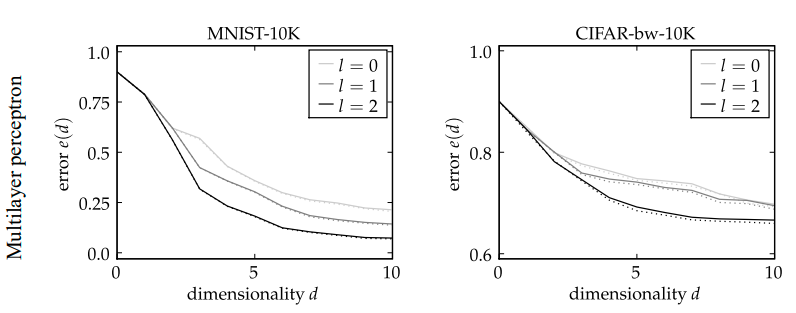 Multilayer perceptron
MNIST-10K
error e(d)
1.0
0.75
0.5
0.25
0.0
l = 0
l = 1
l = 2
0
5
10
dimensionality d
CIFAR-bw-10K
error e(d)
1.0
0.8
0.6
l = 0
l = 1
l = 2
0
5
10
dimensionality d